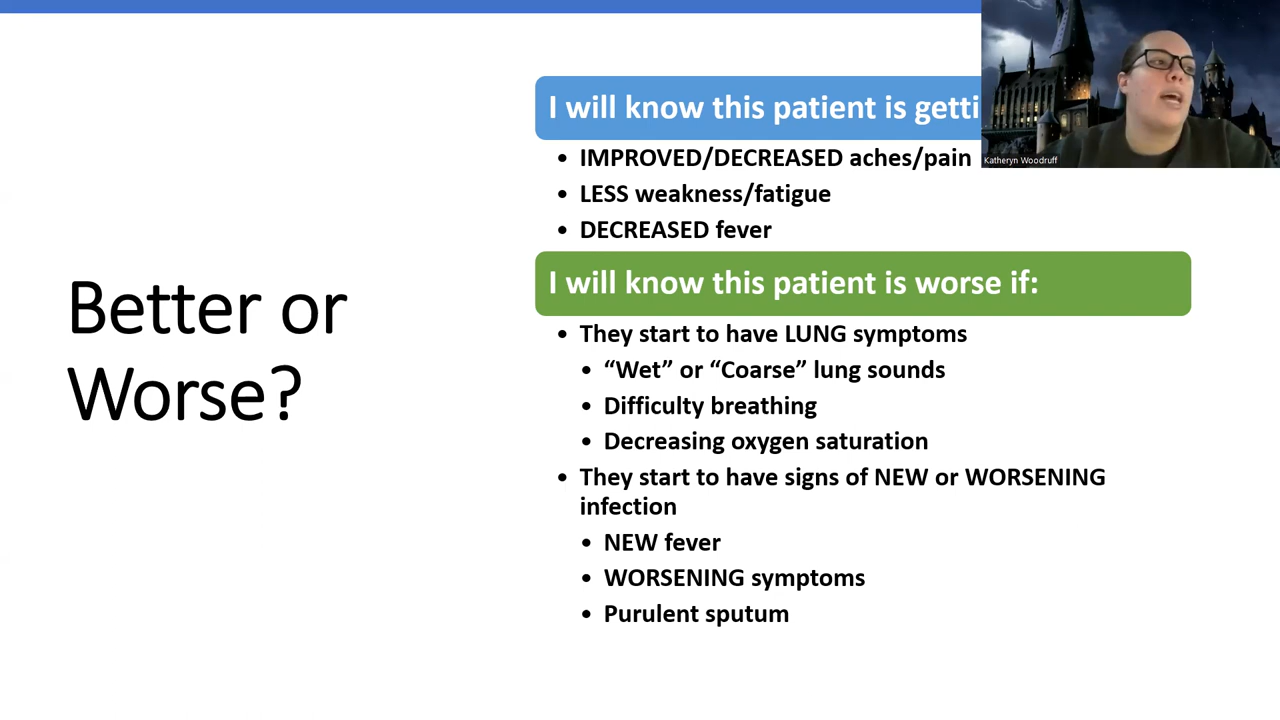 Better or
Worse?
I will know this patient is getti
IMPROVED/DECREASED aches/pain
LESS weakness/fatigue
DECREASED fever
I will know this patient is worse if:
They start to have LUNG symptoms
“Wet” or “Coarse” lung sounds
Difficulty breathing
Decreasing oxygen saturation
They start to have signs of NEW or WORSENING
infection
NEW fever
WORSENING symptoms
Purulent sputum
Katheryn Woodruff